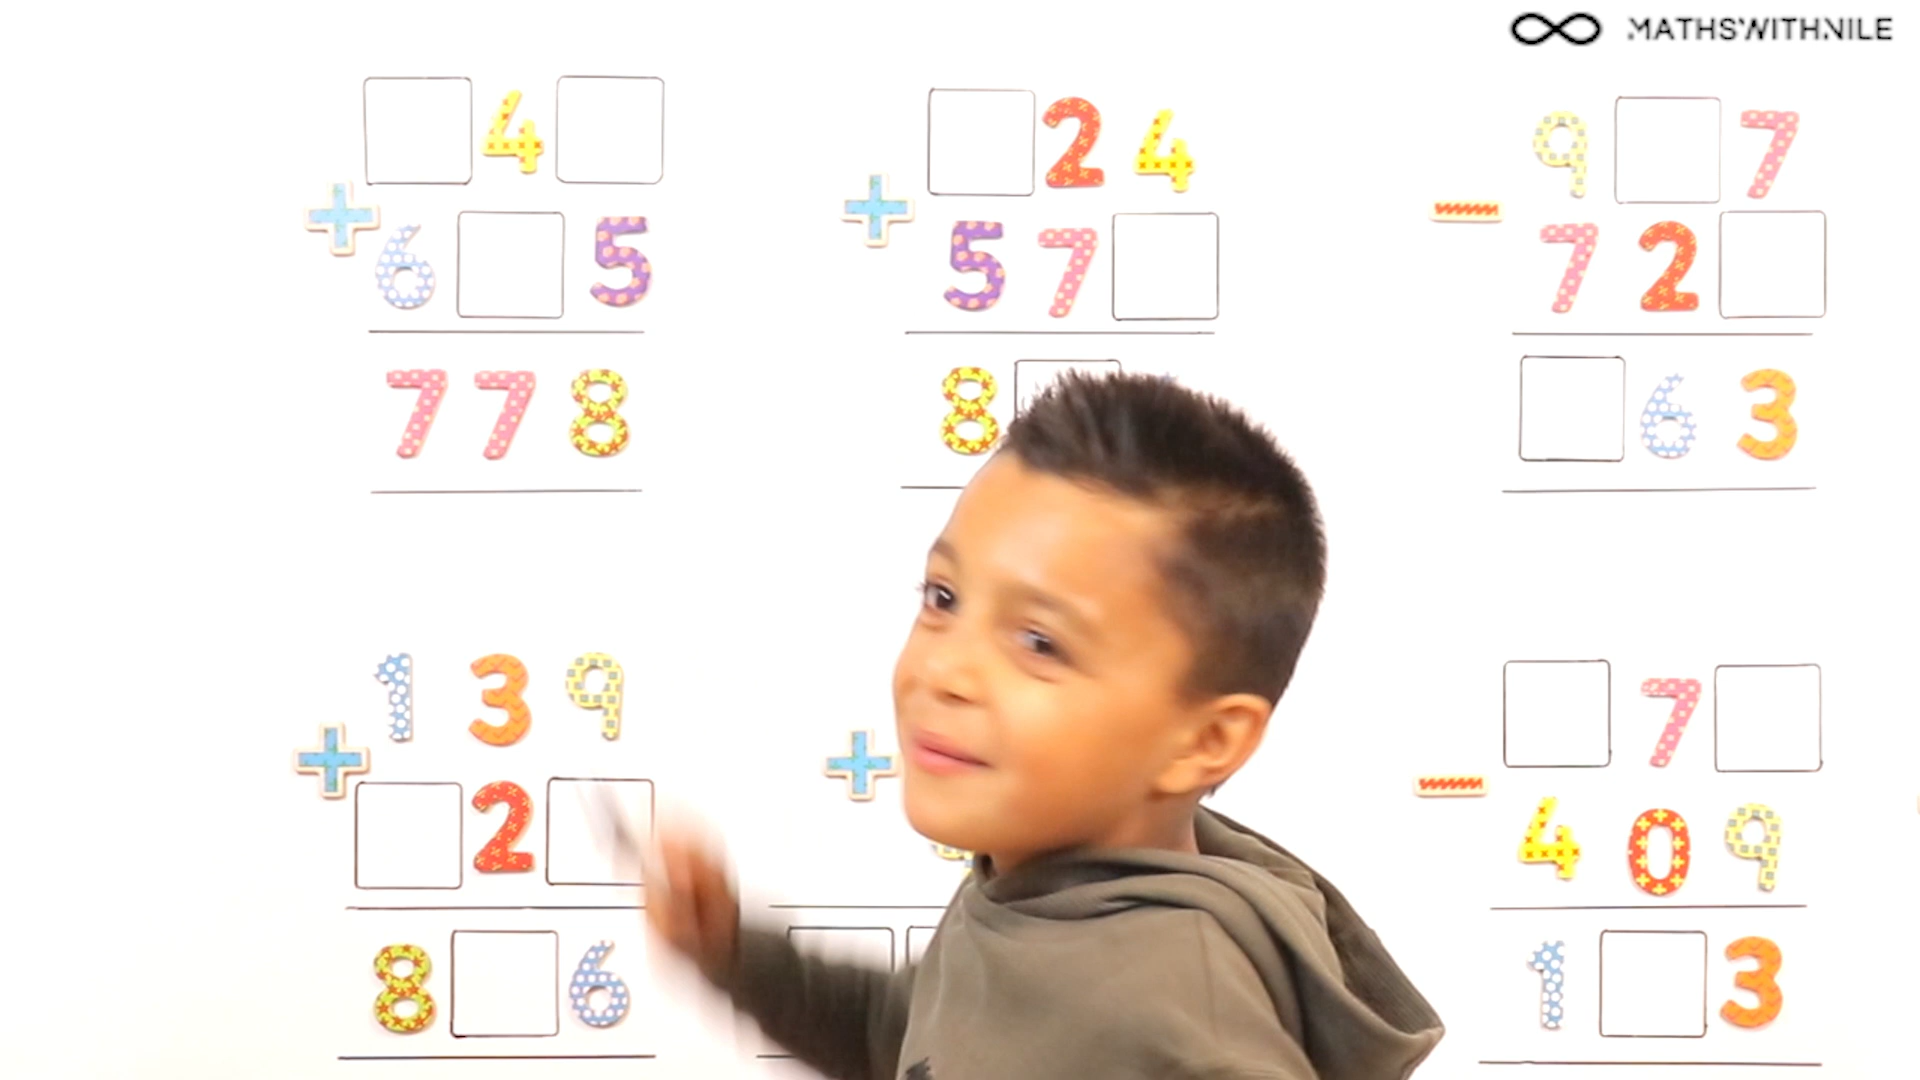 MATHSWITHNILE
□ 4 □
+ 6 □ 5
7 7 8
□ 2 4
+ 5 7 □
8 □
9 □ 7
− 7 2 □
□ 6 3
1 3 9
+ □ 2 □
8 □ 6
+
□ 7 □
− 4 0 9
1 □ 3